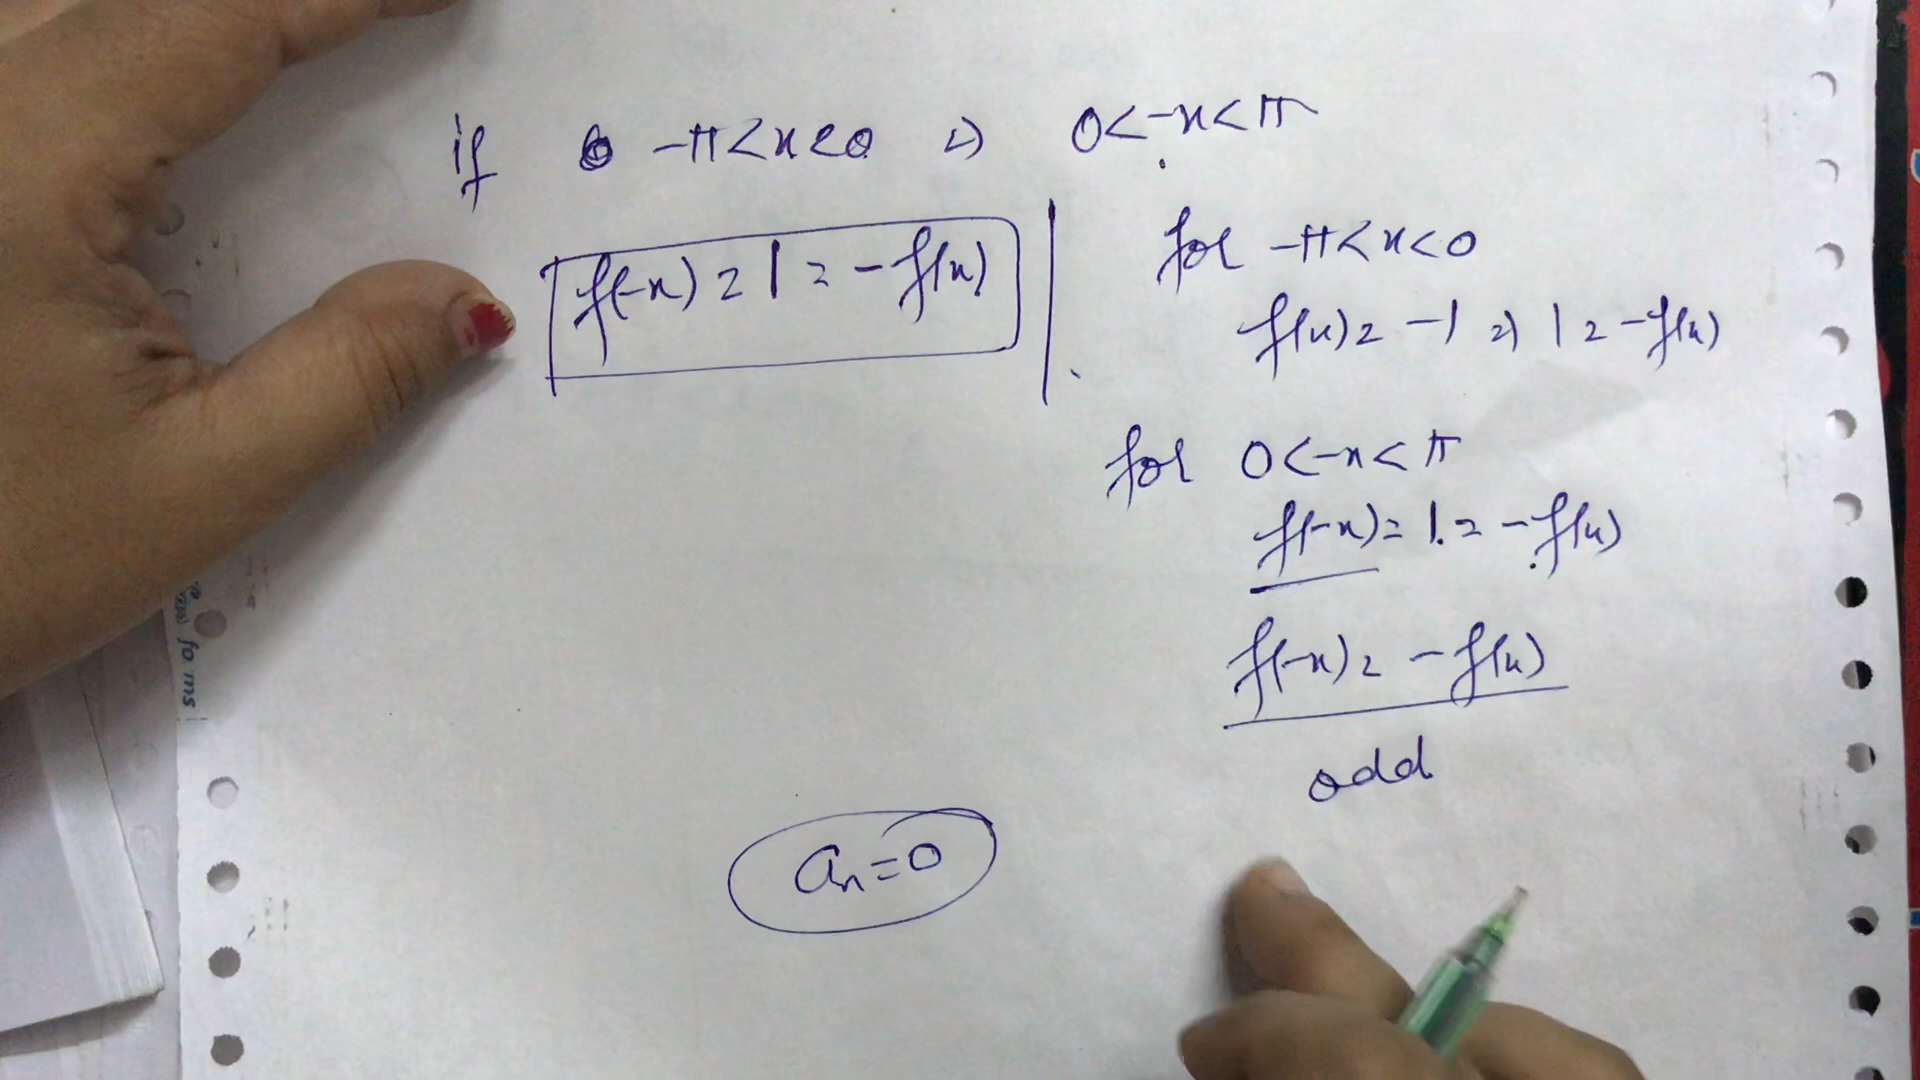 if -π<x<0 => 0<-x<π
f(-x) = 1 = -f(x)
for -π<x<0
f(x) = -1 => 1 = -f(x)
for 0<-x<π
f(-x) = 1 = -f(x)
f(-x) = -f(x)
odd
an=0